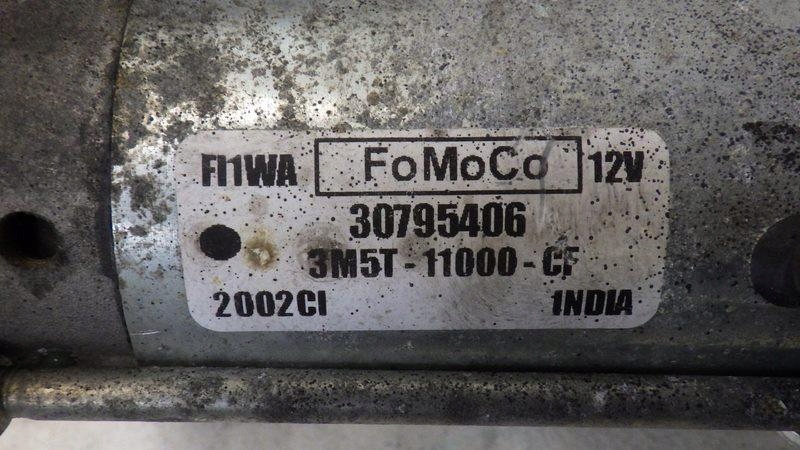 FI1WA FoMoCo 12V
30795406
3M5T-11000-CF
2002CI INDIA